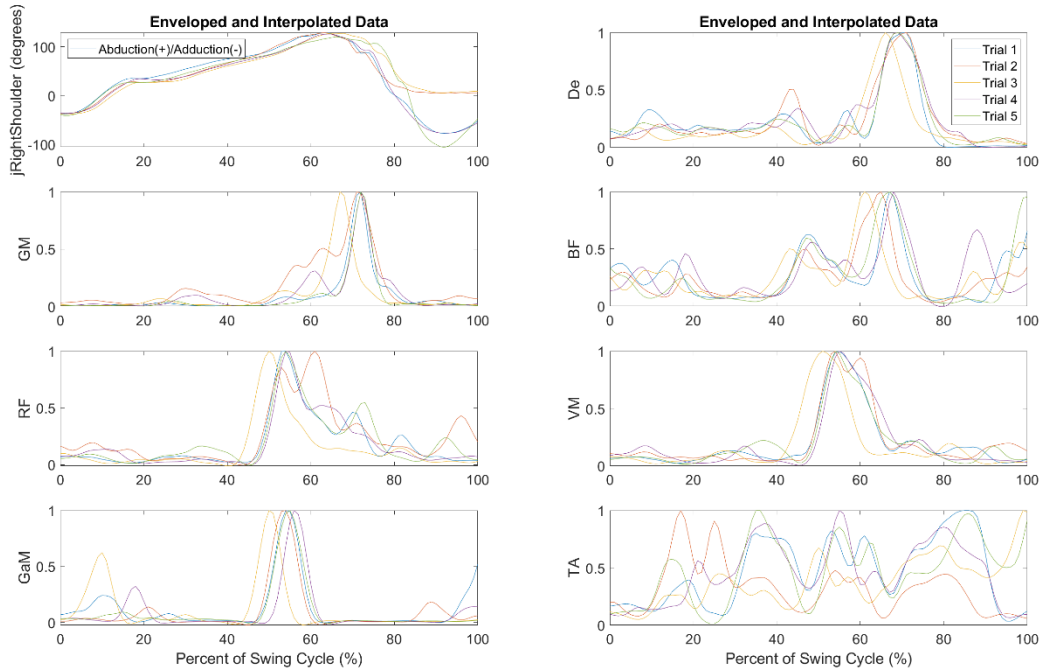 Enveloped and Interpolated Data
jRightShoulder (degrees)
100
0
-100
Abduction(+)/Adduction(-)
0 20 40 60 80 100
GM
1
0.5
0
0 20 40 60 80 100
RF
1
0.5
0
0 20 40 60 80 100
GaM
1
0.5
0
0 20 40 60 80 100
Percent of Swing Cycle (%)
Enveloped and Interpolated Data
De
1
0.5
0
Trial 1
Trial 2
Trial 3
Trial 4
Trial 5
0 20 40 60 80 100
BF
1
0.5
0
0 20 40 60 80 100
VM
1
0.5
0
0 20 40 60 80 100
TA
1
0.5
0
0 20 40 60 80 100
Percent of Swing Cycle (%)